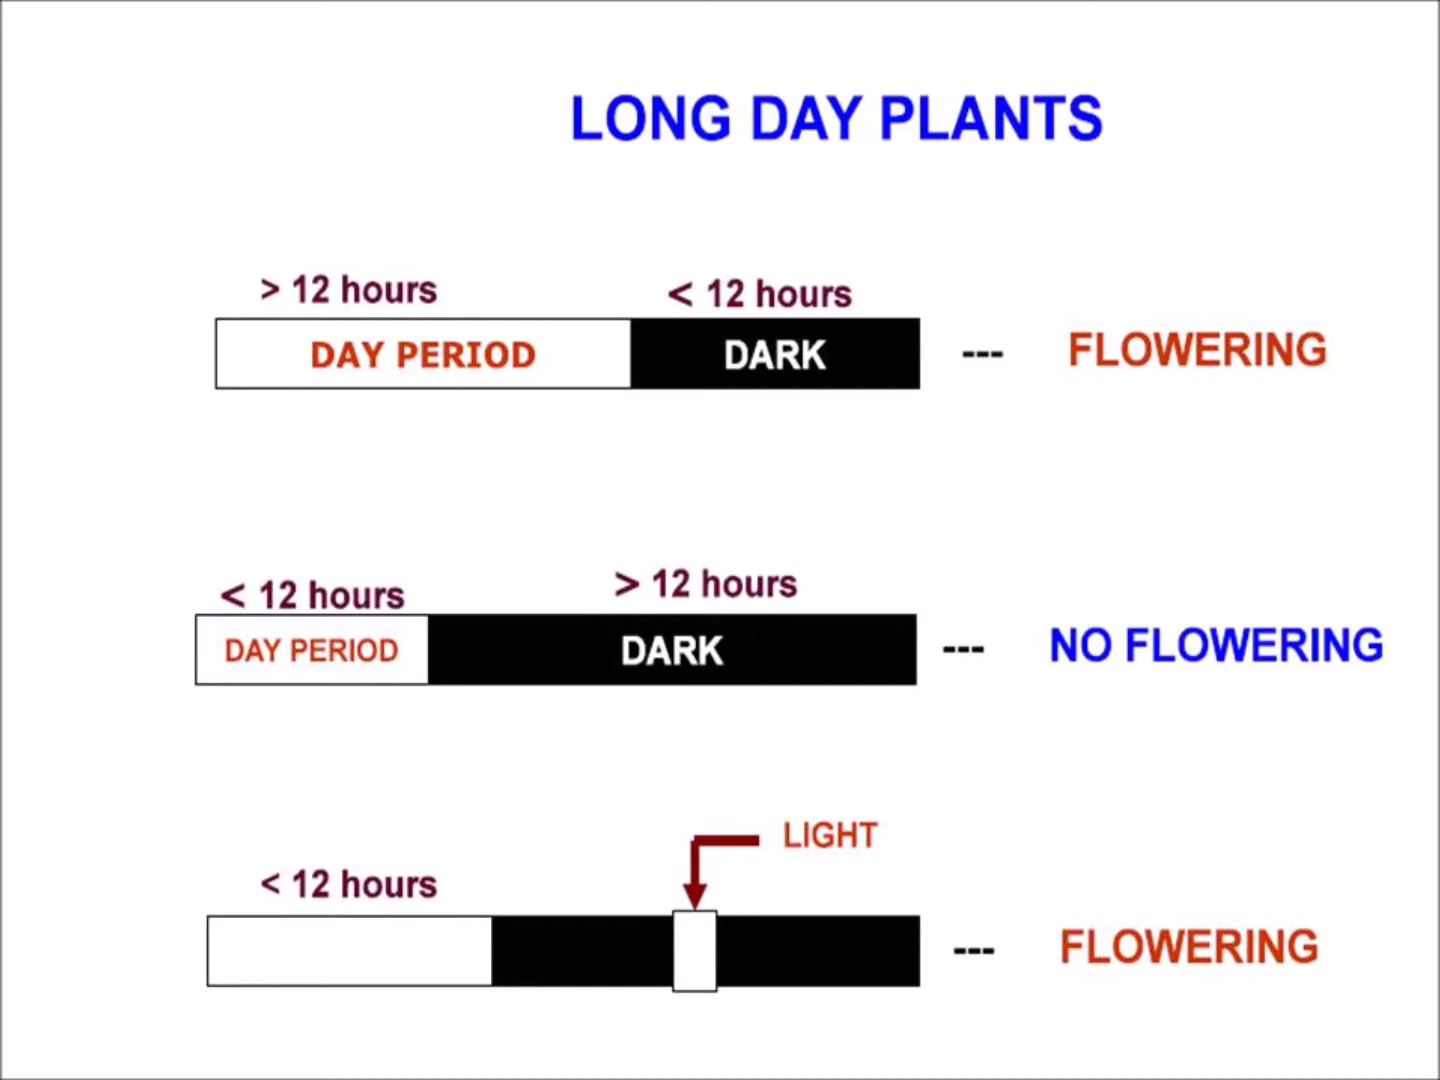 LONG DAY PLANTS
> 12 hours < 12 hours
DAY PERIOD DARK --- FLOWERING
< 12 hours > 12 hours
DAY PERIOD DARK --- NO FLOWERING
LIGHT
< 12 hours
--- FLOWERING